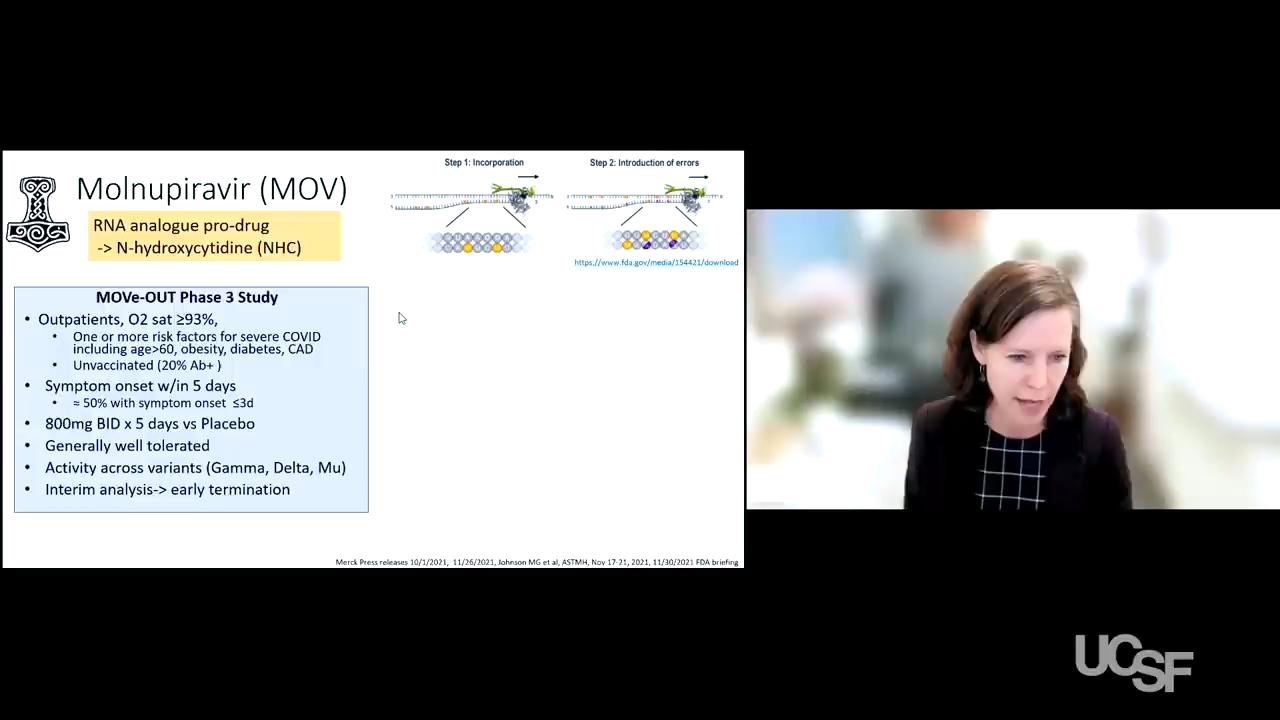 Step 1: Incorporation
Step 2: Introduction of errors
Molnupiravir (MOV)
RNA analogue pro-drug
-> N-hydroxycytidine (NHC)
https://www.fda.gov/media/154421/download
MOVe-OUT Phase 3 Study
• Outpatients, O2 sat ≥93%,
• One or more risk factors for severe COVID
including age>60, obesity, diabetes, CAD
• Unvaccinated (20% Ab+ )
• Symptom onset w/in 5 days
• ≈ 50% with symptom onset ≤3d
• 800mg BID x 5 days vs Placebo
• Generally well tolerated
• Activity across variants (Gamma, Delta, Mu)
• Interim analysis-> early termination
Merck Press releases 10/1/2021, 11/26/2021, Johnson MG et al, ASTMH, Nov 17-21, 2021, 11/30/2021 FDA briefing
UCSF